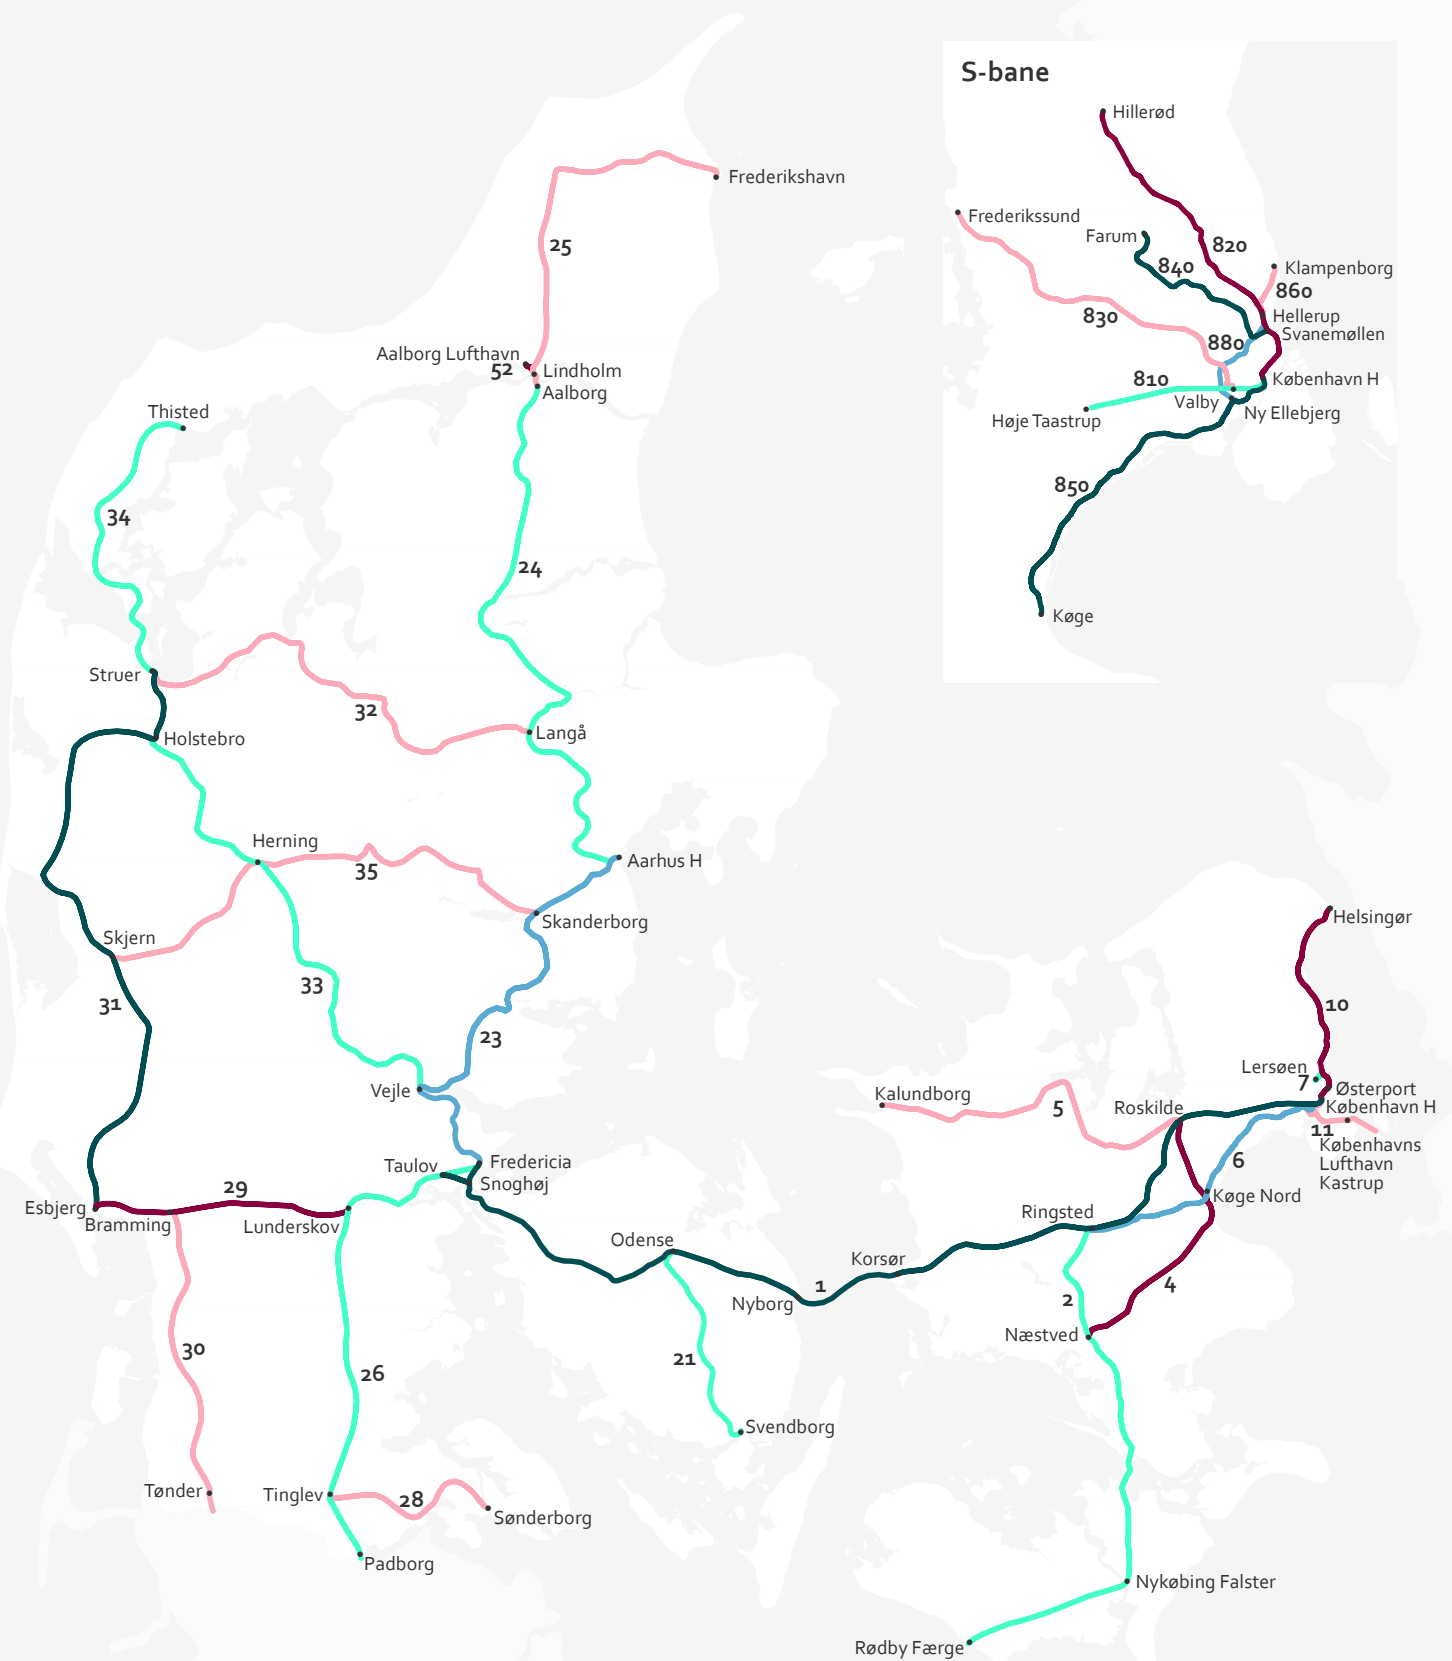 S-bane
Hillerød
Frederikshavn
Frederikssund
Farum
820
25
840
Klampenborg
860
Hellerup
830
Svanemøllen
880
Aalborg Lufthavn
52
Lindholm
810
København H
Aalborg
Valby
Thisted
Ny Ellebjerg
Høje Taastrup
850
34
24
Køge
Struer
32
Langå
Holstebro
Herning
Aarhus H
35
Helsingør
Skanderborg
Skjern
33
31
10
23
Lersøen
7
Vejle
Kalundborg
Østerport
5
Roskilde
København H
11
Københavns
Lufthavn
Kastrup
6
Taulov
Fredericia
Snoghøj
29
Køge Nord
Esbjerg
Ringsted
Bramming
Lunderskov
Odense
Korsør
1
4
Nyborg
2
Næstved
30
21
26
Svendborg
Tønder
Tinglev
28
Sønderborg
Padborg
Nykøbing Falster
Rødby Færge